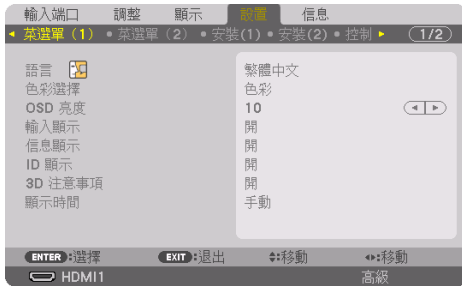 輸入端口 調整 顯示 設置 信息
菜選單（1） 菜選單（2） 安裝(1) 安裝(2) 控制 (1/2)
語言 繁體中文
色彩選擇 色彩
OSD 亮度 10
輸入顯示 開
信息顯示 開
ID 顯示 開
3D 注意事項 開
顯示時間 手動
ENTER:選擇 EXIT:退出 :移動 :移動
HDMI1 高級